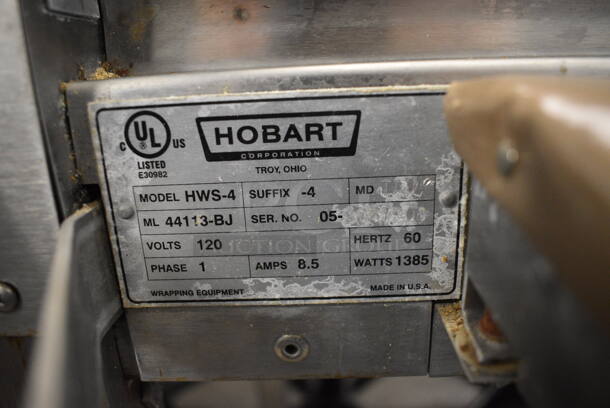 C UL US
LISTED
E30982
HOBART
CORPORATION
TROY, OHIO
MODEL HWS-4 SUFFIX -4 MD
ML 44113-BJ SER. NO. 05-
VOLTS 120 HERTZ 60
PHASE 1 AMPS 8.5 WATTS 1385
WRAPPING EQUIPMENT MADE IN U.S.A.